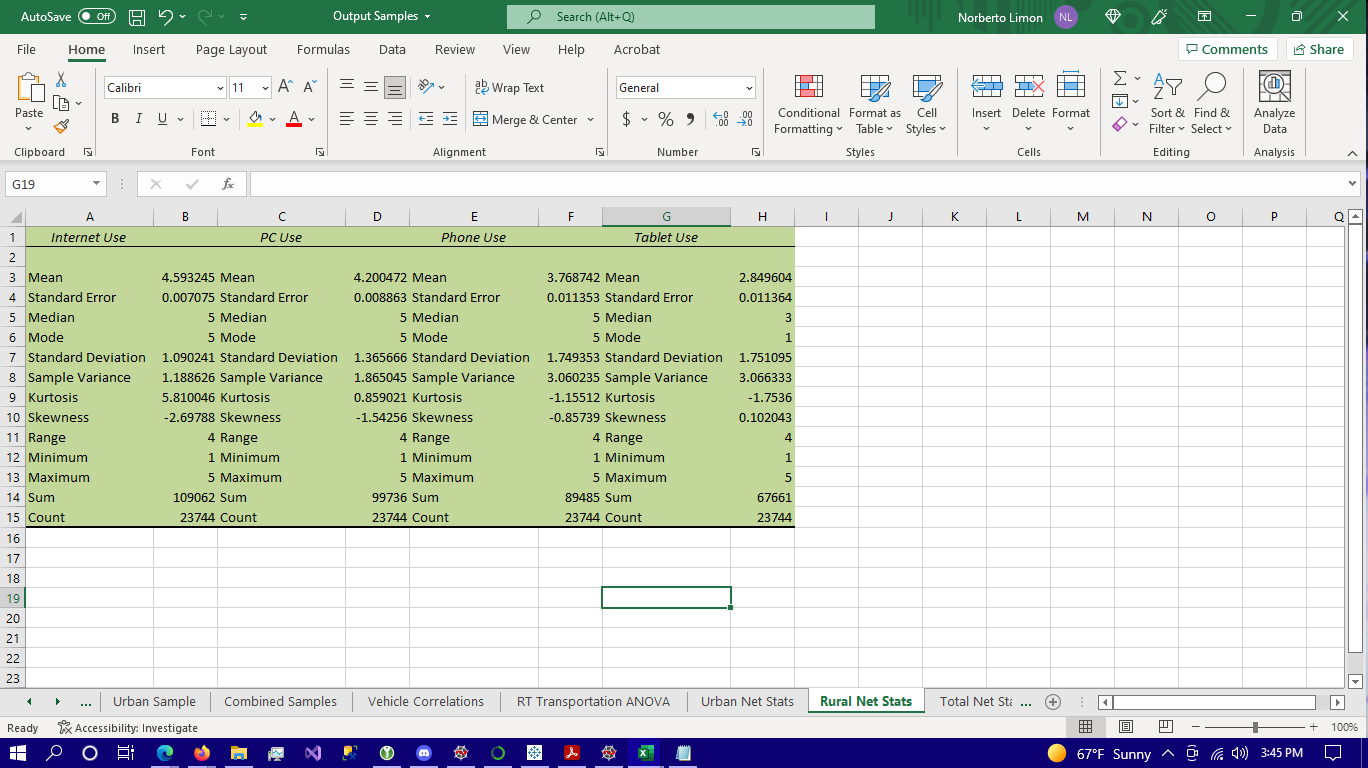 AutoSave Off Output Samples Search (Alt+Q) Norberto Limon NL
File Home Insert Page Layout Formulas Data Review View Help Acrobat Comments Share
Paste Calibri 11 A A ab Wrap Text General Conditional Formatting Format as Table Cell Styles Insert Delete Format Sort & Filter Find & Select Analyze Data
B I U A Merge & Center $ % 9
Clipboard Font Alignment Number Styles Cells Editing Analysis
G19 fx
A B C D E F G H I J K L M N O P Q
1 Internet Use PC Use Phone Use Tablet Use
2
3 Mean 4.593245 Mean 4.200472 Mean 3.768742 Mean 2.849604
4 Standard Error 0.007075 Standard Error 0.008863 Standard Error 0.011353 Standard Error 0.011364
5 Median 5 Median 5 Median 5 Median 3
6 Mode 5 Mode 5 Mode 5 Mode 1
7 Standard Deviation 1.090241 Standard Deviation 1.365666 Standard Deviation 1.749353 Standard Deviation 1.751095
8 Sample Variance 1.188626 Sample Variance 1.865045 Sample Variance 3.060235 Sample Variance 3.066333
9 Kurtosis 5.810046 Kurtosis 0.859021 Kurtosis -1.15512 Kurtosis -1.7536
10 Skewness -2.69788 Skewness -1.54256 Skewness -0.85739 Skewness 0.102043
11 Range 4 Range 4 Range 4 Range 4
12 Minimum 1 Minimum 1 Minimum 1 Minimum 1
13 Maximum 5 Maximum 5 Maximum 5 Maximum 5
14 Sum 109062 Sum 99736 Sum 89485 Sum 67661
15 Count 23744 Count 23744 Count 23744 Count 23744
16
17
18
19
20
21
22
23
... Urban Sample Combined Samples Vehicle Correlations RT Transportation ANOVA Urban Net Stats Rural Net Stats Total Net Sta ...
Ready Accessibility: Investigate 100%
67°F Sunny 3:45 PM